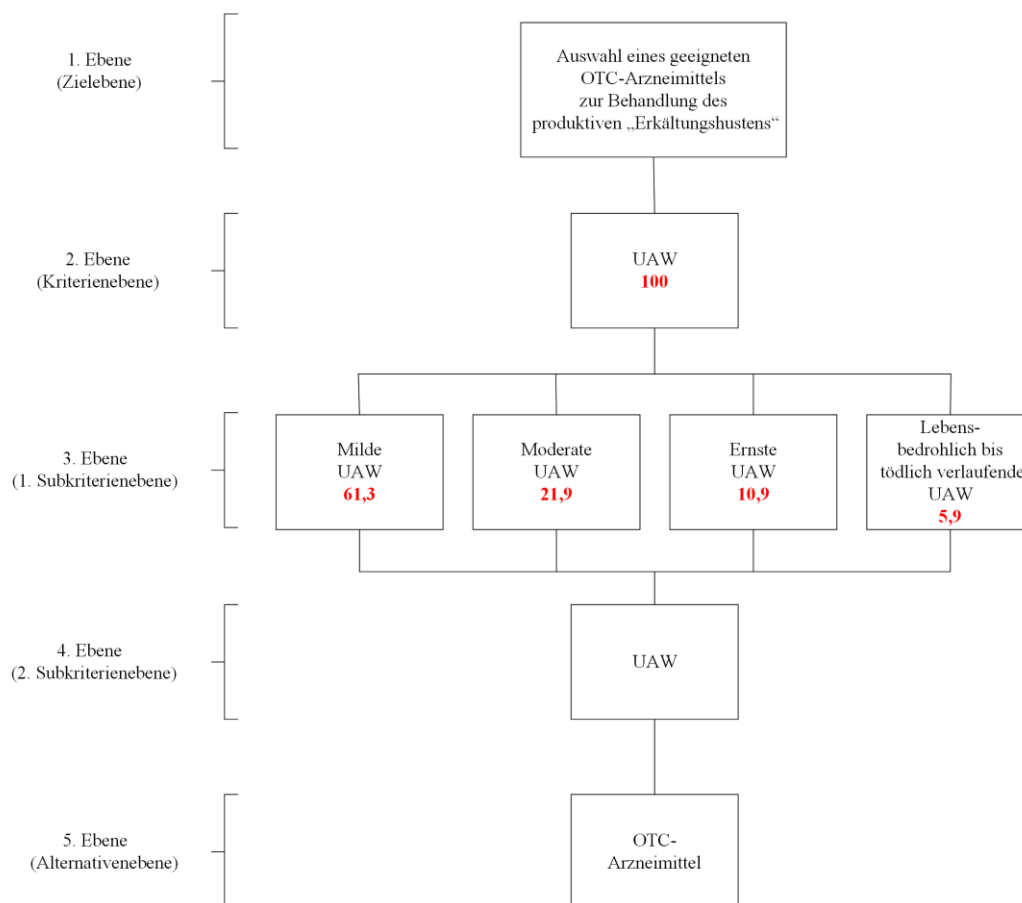 1. Ebene
(Zielebene)
Auswahl eines geeigneten
OTC-Arzneimittels
zur Behandlung des
produktiven „Erkältungshustens“
2. Ebene
(Kriterienebene)
UAW
100
3. Ebene
(1. Subkriterienebene)
Milde
UAW
61,3
Moderate
UAW
21,9
Ernste
UAW
10,9
Lebens-
bedrohlich bis
tödlich verlaufende
UAW
5,9
4. Ebene
(2. Subkriterienebene)
UAW
5. Ebene
(Alternativenebene)
OTC-
Arzneimittel